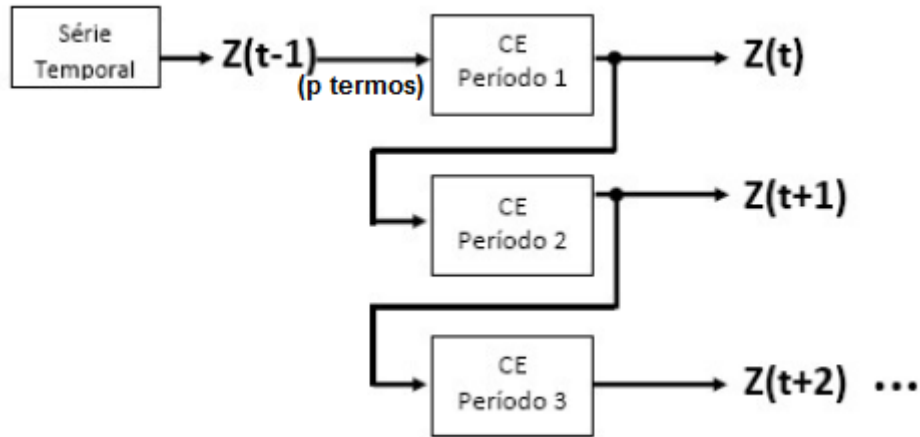 Série
Temporal
Z(t-1)
(p termos)
CE
Período 1
Z(t)
CE
Período 2
Z(t+1)
CE
Período 3
Z(t+2) ...